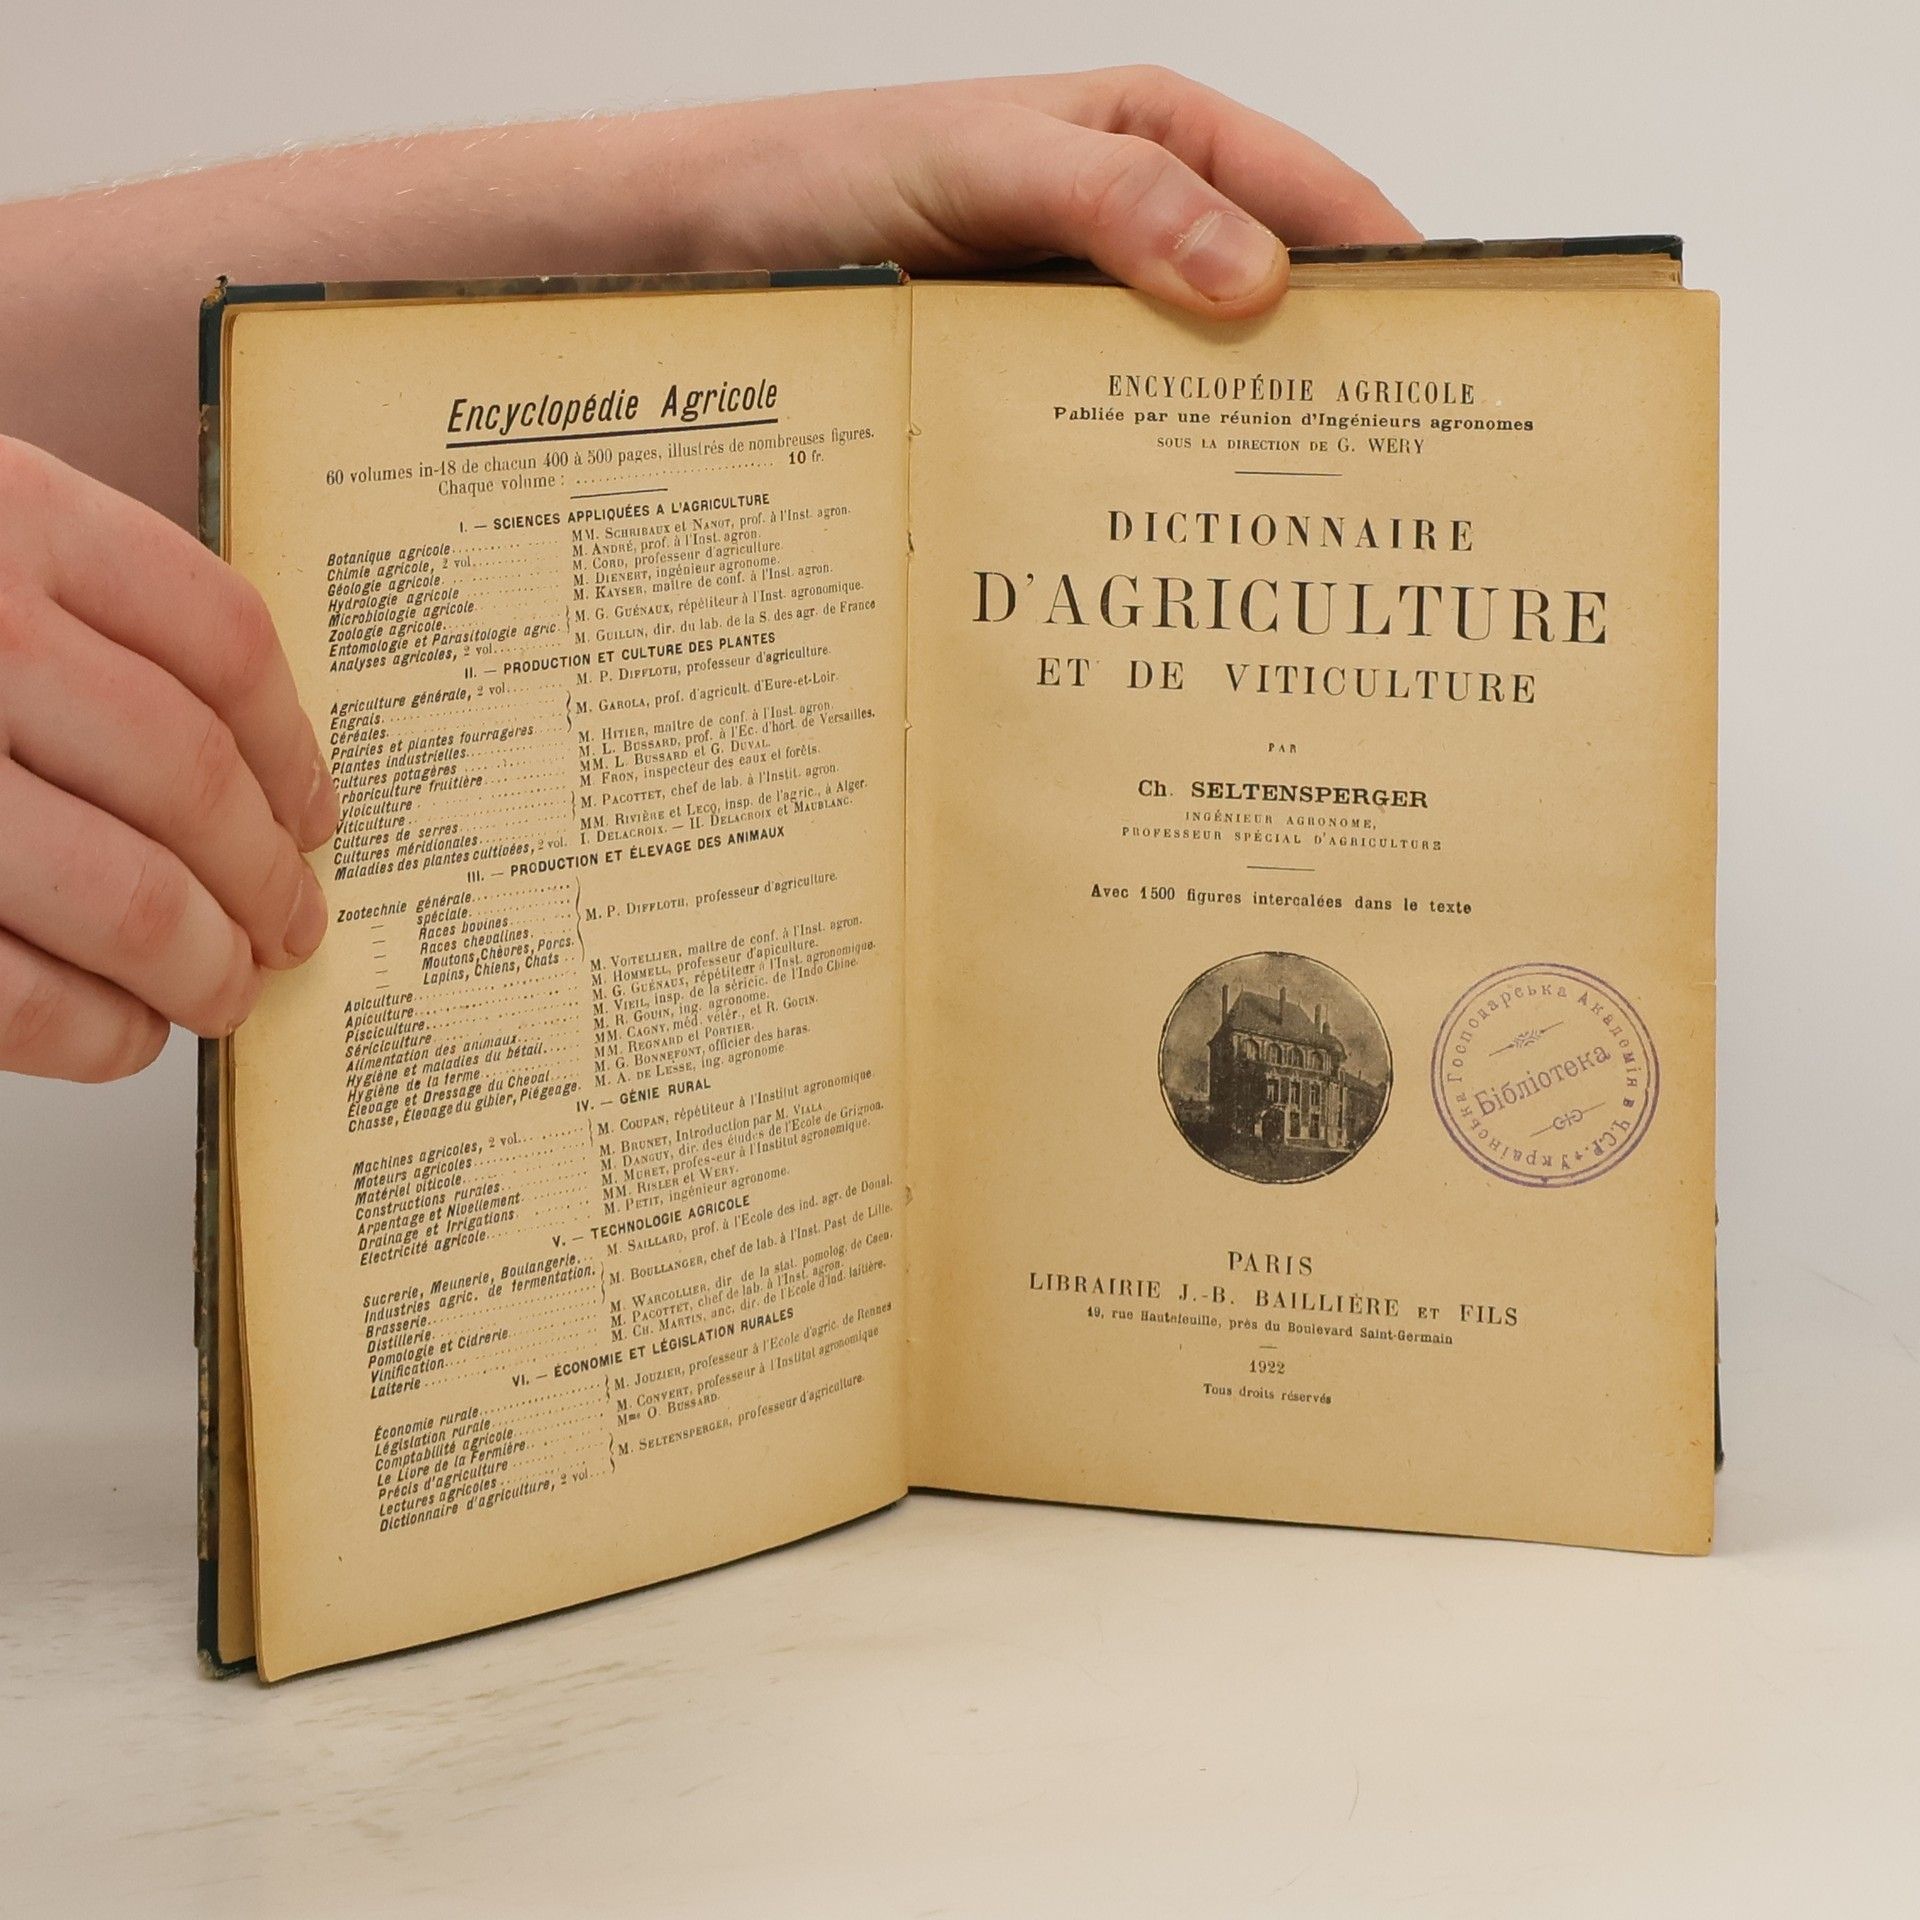 Encyclopédie Agricole
60 volumes in-18 de chacun 400 à 500 pages, illustrés de nombreuses figures.
Chaque volume : .......................... 10 fr.
I. — SCIENCES APPLIQUÉES A L'AGRICULTURE
Botanique agricole.......... MM. SCHRIBAUX et NANOT, prof. à l'Inst. agron.
Chimie agricole, 2 vol.......... M. ANDRÉ, prof. à l'Inst. agron.
Géologie agricole.......... M. CORD, professeur d'agriculture.
Hydrologie agricole.......... M. DIENERT, ingénieur agronome.
Microbiologie agricole.......... M. KAYSER, maître de conf. à l'Inst. agron.
Zoologie agricole..........
Entomologie et Parasitologie agric. } M. G. GUÉNAUX, répétiteur à l'Inst. agronomique.
Analyses agricoles, 2 vol.......... M. GUILLIN, dir. du lab. de la S. des agr. de France
II. — PRODUCTION ET CULTURE DES PLANTES
Agriculture générale, 2 vol.......... M. P. DIFFLOTH, professeur d'agriculture.
Engrais..........
Céréales.......... } M. GAROLA, prof. d'agricult. d'Eure-et-Loir.
Prairies et plantes fourragères..........
Plantes industrielles.......... M. HITIER, maître de conf. à l'Inst. agron.
Cultures potagères .......... M. L. BUSSARD, prof. à l'Ec. d'hort. de Versailles.
rboriculture fruitière.......... MM. L. BUSSARD et G. DUVAL.
ylviculture .......... M. FRON, inspecteur des eaux et forêts.
Viticulture..........
Cultures de serres.......... } M. PACOTTET, chef de lab. à l'Instit. agron.
Cultures méridionales.......... MM. RIVIÈRE et LECQ, insp. de l'agric., à Alger.
Maladies des plantes cultivées, 2 vol. I. DELACROIX. — II. DELACROIX et MAUBLANC.
III. — PRODUCTION ET ÉLEVAGE DES ANIMAUX
Zootechnie générale..........
— spéciale..........
— Races bovines..........
— Races chevalines.......... } M. P. DIFFLOTH, professeur d'agriculture.
— Moutons, Chèvres, Porcs.
— Lapins, Chiens, Chats ..
Aviculture.......... M. VOITELLIER, maître de conf. à l'Inst. agron.
Apiculture.......... M. HOMMELL, professeur d'apiculture.
Pisciculture.......... M. G. GUÉNAUX, répétiteur à l'Inst. agronomique.
Sériciculture.......... M. VIEIL, insp. de la séricic. de l'Indo Chine.
Alimentation des animaux.......... M. R. GOUIN, ing. agronome.
Hygiène et maladies du bétail.......... MM. CAGNY, méd. vétér., et R. GOUIN.
Hygiène de la ferme.......... MM. REGNARD et PORTIER.
Élevage et Dressage du Cheval.......... M. G. BONNEFONT, officier des haras.
Chasse, Élevage du gibier, Piégeage. M. A. DE LESSE, ing. agronome.
IV. — GÉNIE RURAL
Machines agricoles, 2 vol..........
Moteurs agricoles.......... } M. COUPAN, répétiteur à l'Institut agronomique.
Matériel viticole.......... M. BRUNET, Introduction par M. VIALA.
Constructions rurales.......... M. DANGUY, dir. des études de l'Ecole de Grignon.
Arpentage et Nivellement.......... M. MURET, professeur à l'Institut agronomique.
Drainage et Irrigations.......... MM. RISLER et WERY.
Electricité agricole.......... M. PETIT, ingénieur agronome.
V. — TECHNOLOGIE AGRICOLE
Sucrerie, Meunerie, Boulangerie... M. SAILLARD, prof. à l'Ecole des ind. agr. de Douai.
Industries agric. de fermentation.
Brasserie.......... } M. BOULLANGER, chef de lab. à l'Inst. Past de Lille.
Distillerie..........
Pomologie et Cidrerie.......... M. WARCOLLIER, dir. de la stat. pomolog. de Caen.
Vinification.......... M. PACOTTET, chef de lab. à l'Inst. agron.
Laiterie.......... M. CH. MARTIN, anc. dir. de l'Ecole d'ind. laitière.
VI. — ÉCONOMIE ET LÉGISLATION RURALES
Économie rurale..........
Législation rurale.......... } M. JOUZIER, professeur à l'Ecole d'agric. de Rennes
Comptabilité agricole.......... M. CONVERT, professeur à l'Institut agronomique
Le Livre de la Fermière.......... Mme O. BUSSARD.
Précis d'agriculture ..........
Lectures agricoles .......... } M. SELTENSPERGER, professeur d'agriculture.
Dictionnaire d'agriculture, 2 vol...
ENCYCLOPÉDIE AGRICOLE
Publiée par une réunion d'Ingénieurs agronomes
SOUS LA DIRECTION DE G. WERY
DICTIONNAIRE
D'AGRICULTURE
ET DE VITICULTURE
PAR
Ch. SELTENSPERGER
INGÉNIEUR AGRONOME,
PROFESSEUR SPÉCIAL D'AGRICULTURE
Avec 1500 figures intercalées dans le texte
Українська Господарська Академія в Ч.С.Р.
Бібліотека
PARIS
LIBRAIRIE J.-B. BAILLIÈRE ET FILS
19, rue Hautefeuille, près du Boulevard Saint-Germain
1922
Tous droits réservés